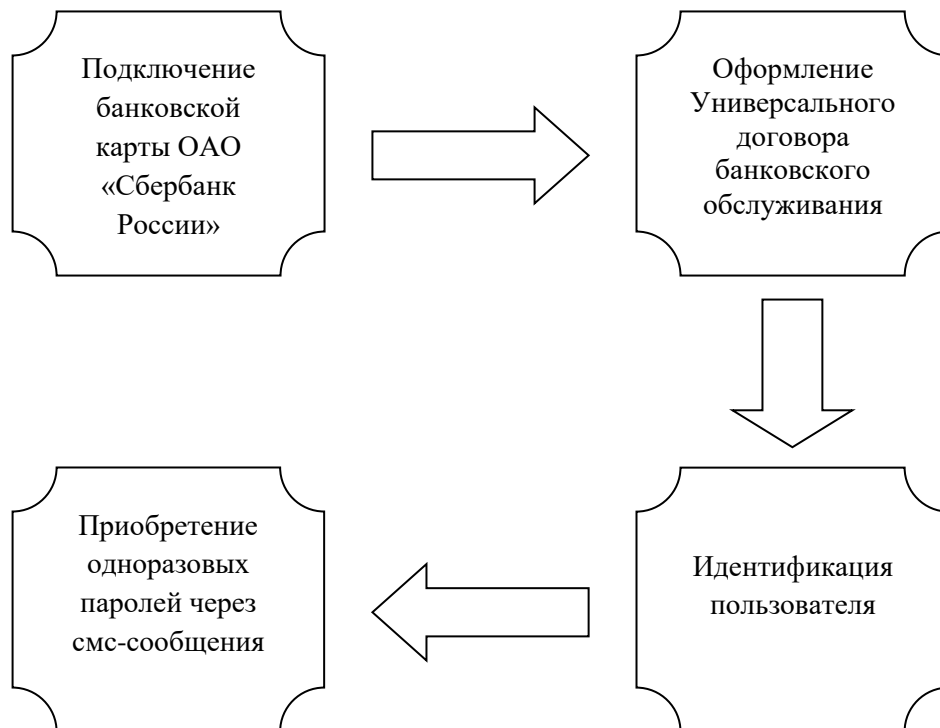 Подключение
банковской
карты ОАО
«Сбербанк
России»
Оформление
Универсального
договора
банковского
обслуживания
Идентификация
пользователя
Приобретение
одноразовых
паролей через
смс-сообщения